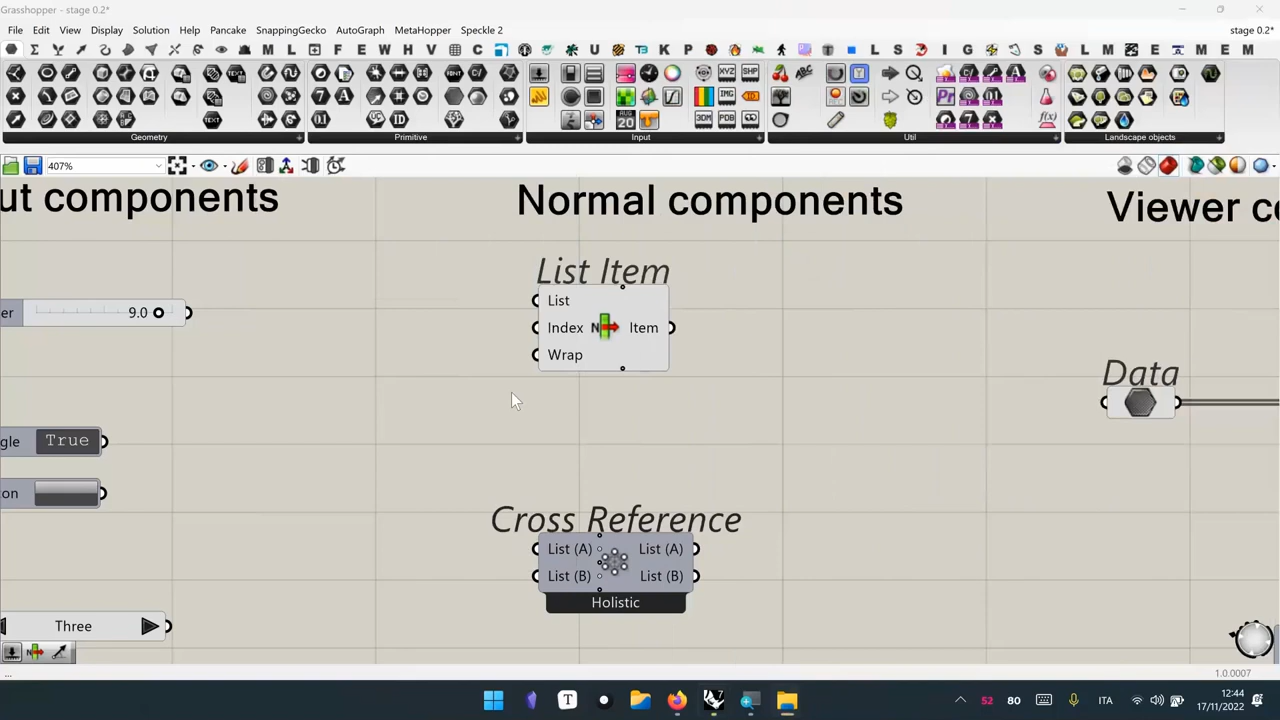 Grasshopper - stage 0.2*
File Edit View Display Solution Help Pancake SnappingGecko AutoGraph MetaHopper Speckle 2 stage 0.2*
Geometry Primitive Input Util Landscape objects
407%
ut components
Normal components
Viewer co
List Item
er 9.0
List
Index N Item
Wrap
Data
gle True
on
Cross Reference
List (A) List (A)
List (B) List (B)
Holistic
Three
...
1.0.0007
52 80 ITA
12:44
17/11/2022